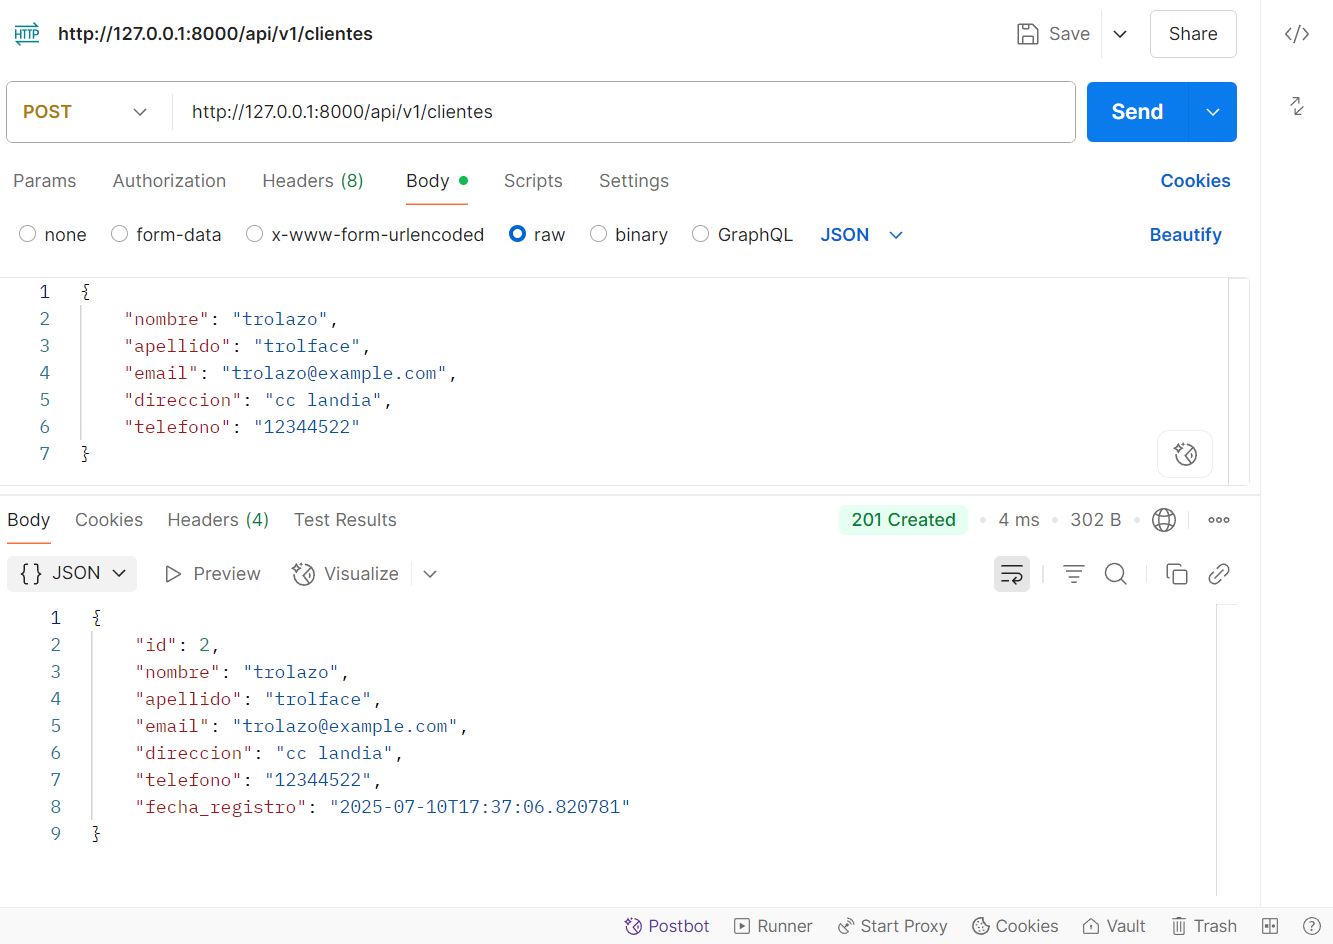 HTTP http://127.0.0.1:8000/api/v1/clientes Save Share
POST http://127.0.0.1:8000/api/v1/clientes Send
Params Authorization Headers (8) Body Scripts Settings Cookies
none form-data x-www-form-urlencoded raw binary GraphQL JSON Beautify
1 {
2 "nombre": "trolazo",
3 "apellido": "trolface",
4 "email": "trolazo@example.com",
5 "direccion": "cc landia",
6 "telefono": "12344522"
7 }
Body Cookies Headers (4) Test Results 201 Created 4 ms 302 B
{} JSON Preview Visualize
1 {
2 "id": 2,
3 "nombre": "trolazo",
4 "apellido": "trolface",
5 "email": "trolazo@example.com",
6 "direccion": "cc landia",
7 "telefono": "12344522",
8 "fecha_registro": "2025-07-10T17:37:06.820781"
9 }
Postbot Runner Start Proxy Cookies Vault Trash